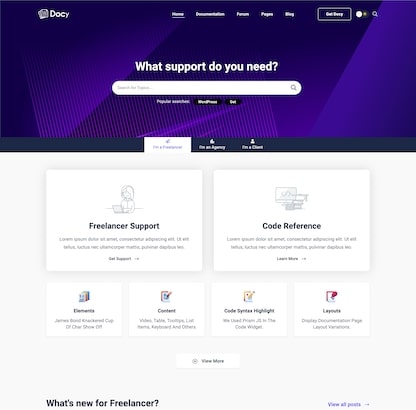 Docy
Home Documentation Forum Pages Blog
Get Docy
What support do you need?
Search for Topics...
Popular searches: WordPress Get
I'm a Freelancer I'm an Agency I'm a Client
Freelancer Support
Lorem ipsum dolor sit amet, consectetur adipiscing elit. Ut elit
tellus, luctus nec ullamcorper mattis, pulvinar dapibus leo.
Get Support →
Code Reference
Lorem ipsum dolor sit amet, consectetur adipiscing elit. Ut elit
tellus, luctus nec ullamcorper mattis, pulvinar dapibus leo.
Learn More →
Elements
James Bond Knackered Cup
Of Char Show Off
Content
Video, Table, Tooltips, List
Items, Keyboard And Others
Code Syntax Highlight
We Used Prism JS In The
Code Widget.
Layouts
Display Documentation Page
Layout Variations.
View More
What's new for Freelancer?
View all posts →